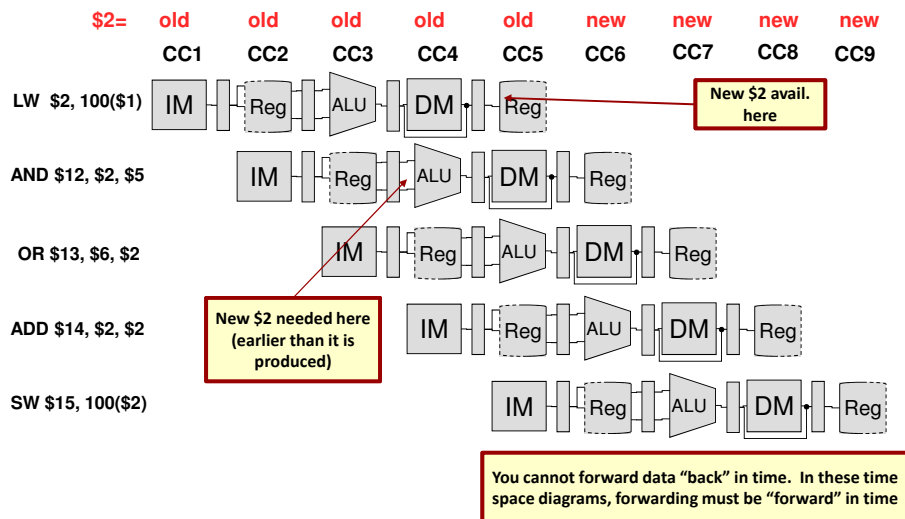 $2= old old old old old new new new new
CC1 CC2 CC3 CC4 CC5 CC6 CC7 CC8 CC9
LW $2, 100($1) IM Reg ALU DM Reg
New $2 avail.
here
AND $12, $2, $5 IM Reg ALU DM Reg
OR $13, $6, $2 IM Reg ALU DM Reg
New $2 needed here
(earlier than it is
produced)
ADD $14, $2, $2 IM Reg ALU DM Reg
SW $15, 100($2) IM Reg ALU DM Reg
You cannot forward data “back” in time. In these time
space diagrams, forwarding must be “forward” in time